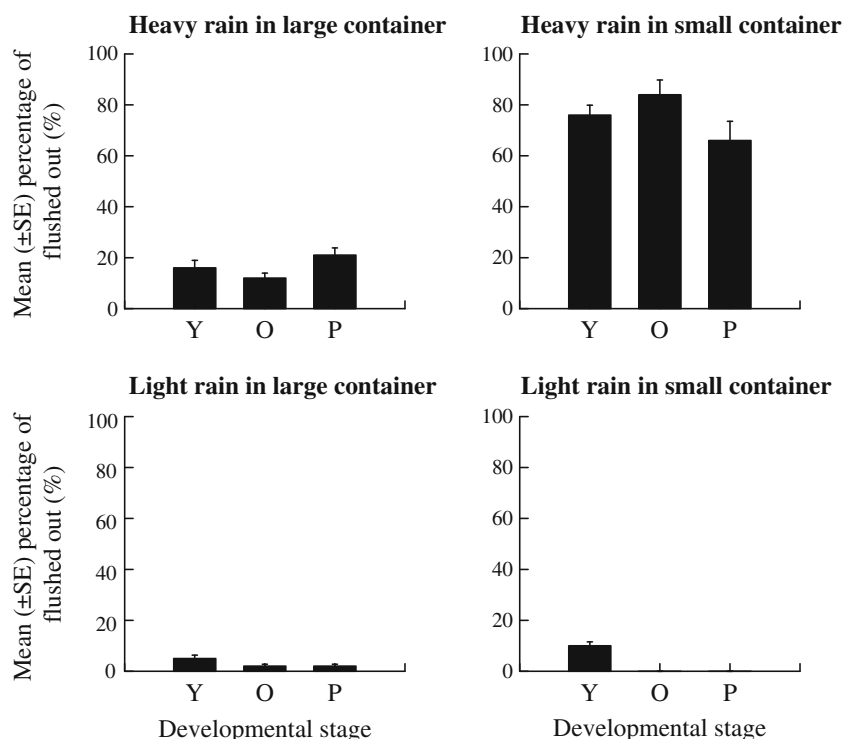 Heavy rain in large container
Mean (±SE) percentage of
flushed out (%)
100
80
60
40
20
0
Y O P
Heavy rain in small container
100
80
60
40
20
0
Y O P
Light rain in large container
Mean (±SE) percentage of
flushed out (%)
100
80
60
40
20
0
Y O P
Developmental stage
Light rain in small container
100
80
60
40
20
0
Y O P
Developmental stage